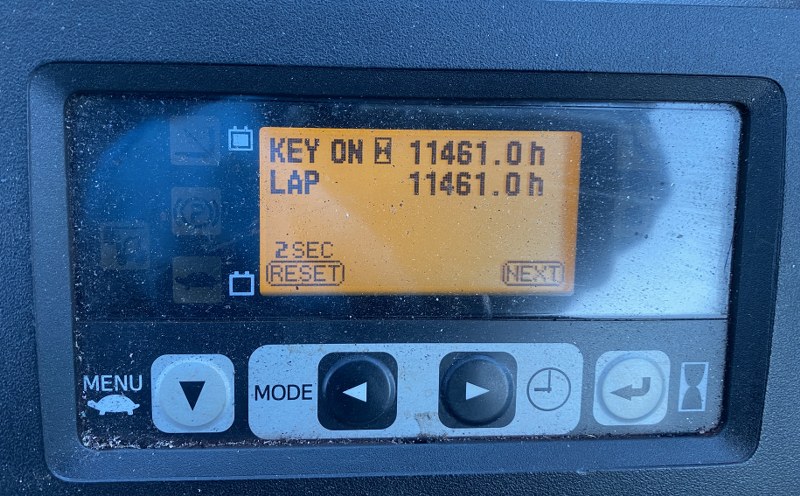 KEY ON 11461.0h
LAP 11461.0h
2SEC
RESET NEXT
MENU
MODE